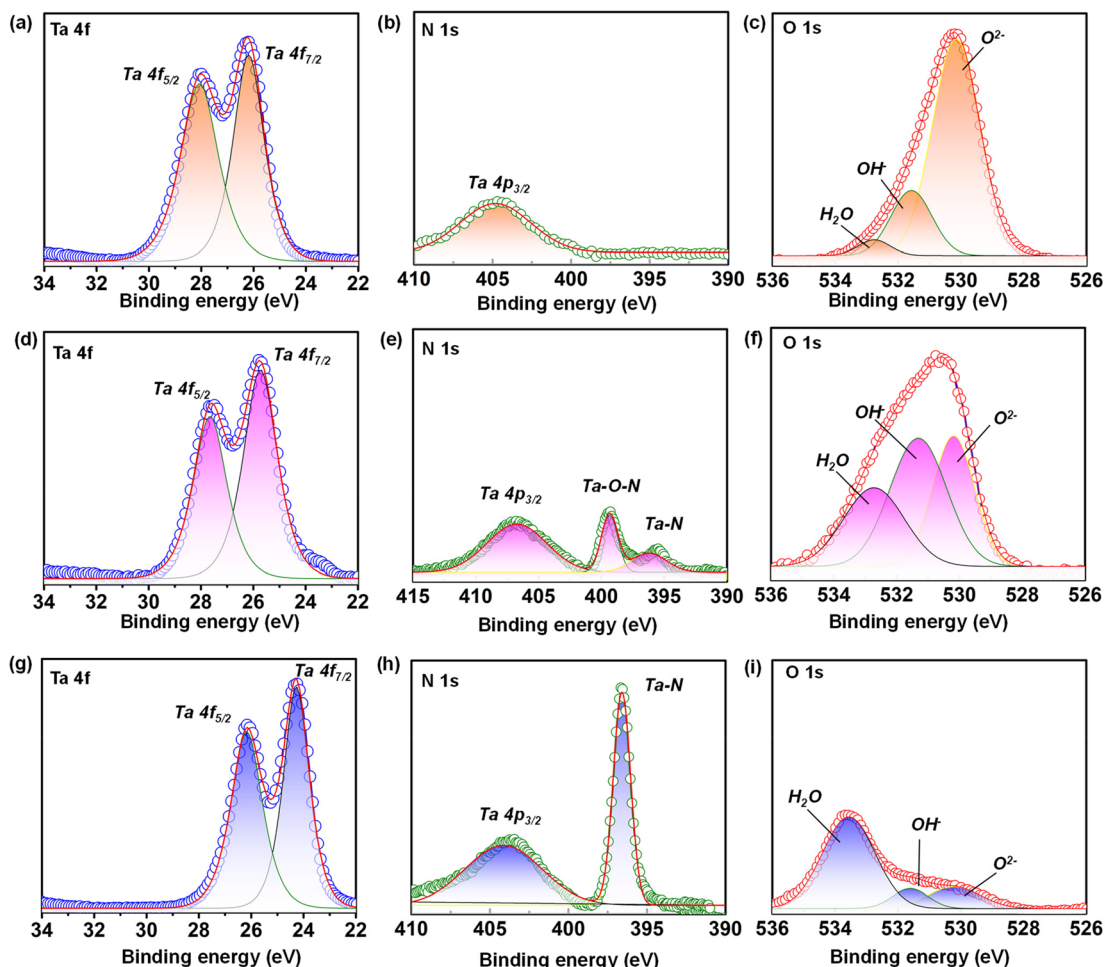 (a)
Ta 4f
Ta 4f5/2
Ta 4f7/2
34 32 30 28 26 24 22
Binding energy (eV)
(b)
N 1s
Ta 4p3/2
410 405 400 395 390
Binding energy (eV)
(c)
O 1s
O2-
OH-
H2O
536 534 532 530 528 526
Binding energy (eV)
(d)
Ta 4f
Ta 4f5/2
Ta 4f7/2
34 32 30 28 26 24 22
Binding energy (eV)
(e)
N 1s
Ta 4p3/2
Ta-O-N
Ta-N
415 410 405 400 395 390
Binding energy (eV)
(f)
O 1s
OH-
O2-
H2O
536 534 532 530 528 526
Binding energy (eV)
(g)
Ta 4f
Ta 4f5/2
Ta 4f7/2
34 32 30 28 26 24 22
Binding energy (eV)
(h)
N 1s
Ta-N
Ta 4p3/2
410 405 400 395 390
Binding energy (eV)
(i)
O 1s
H2O
OH-
O2-
536 534 532 530 528 526
Binding energy (eV)